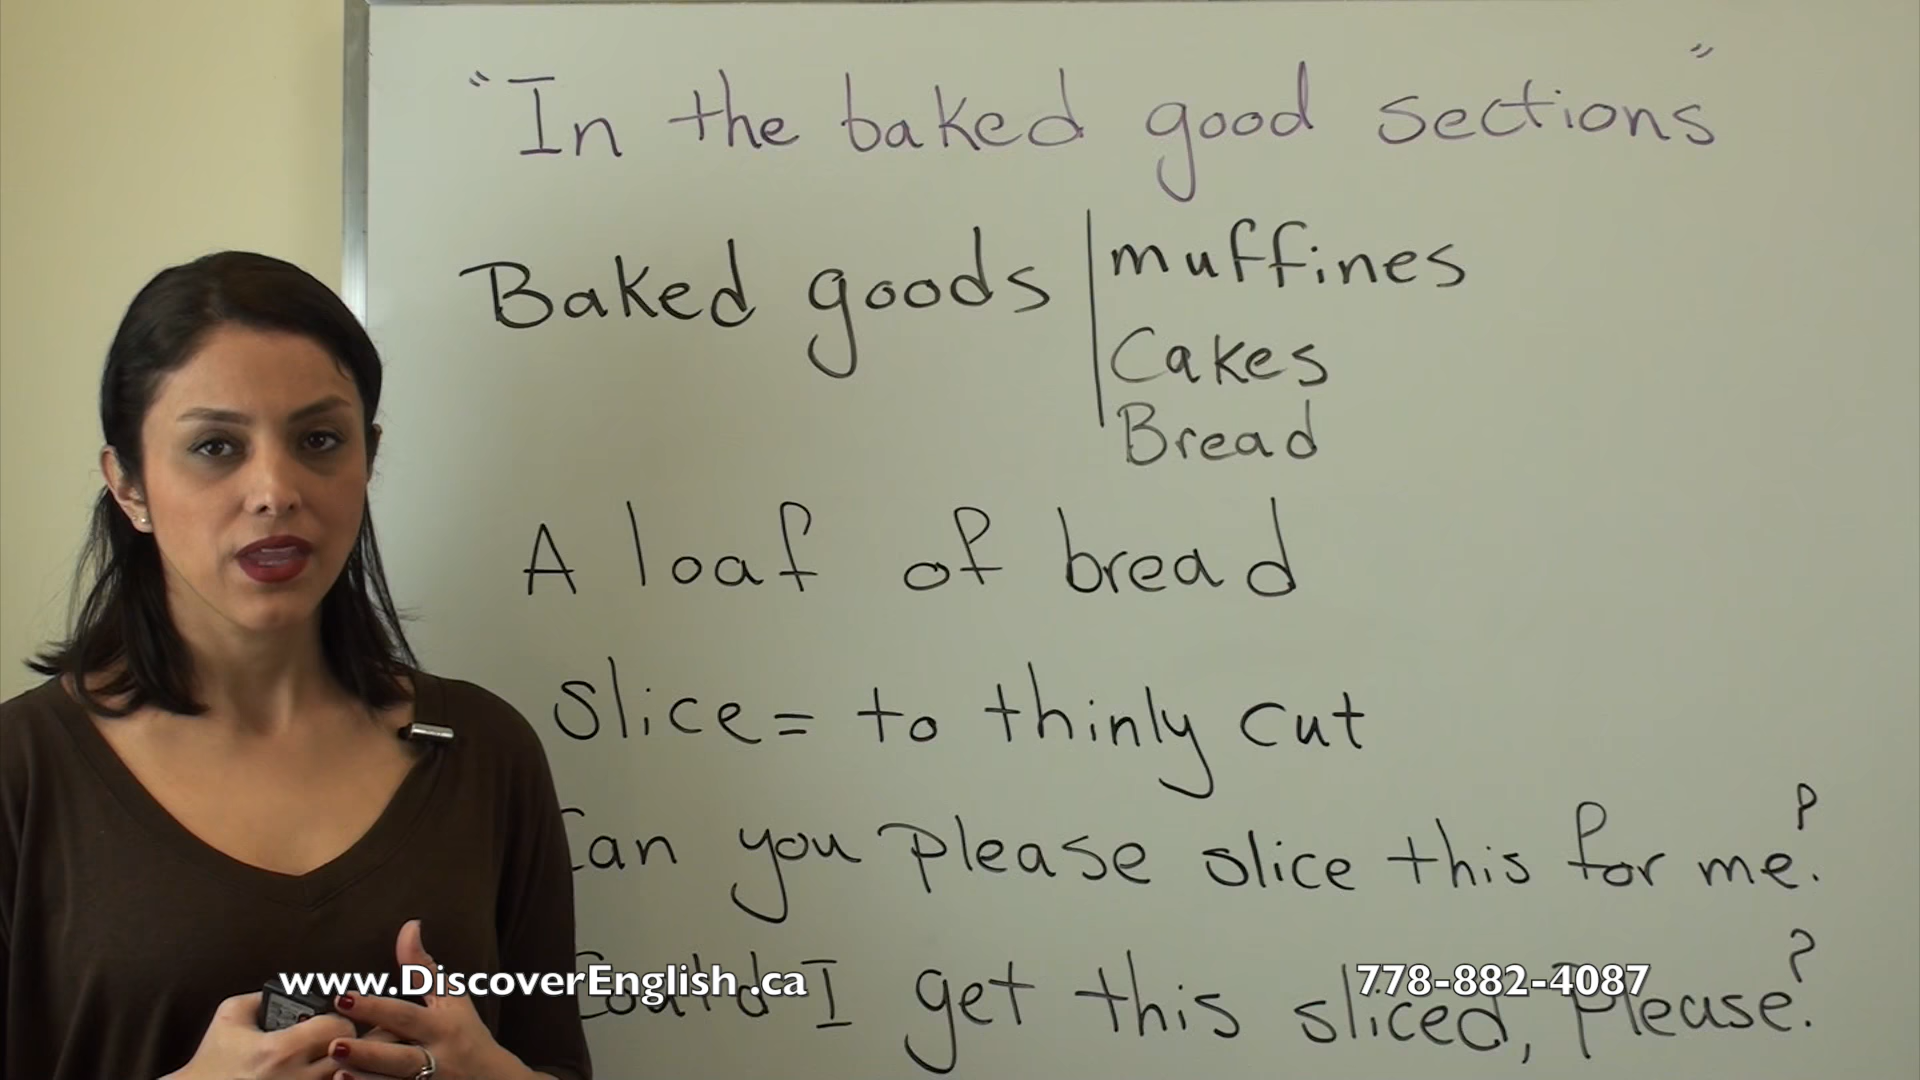 "In the baked good sections"
Baked goods
muffines
Cakes
Bread
A loaf of bread
Slice = to thinly cut
Can you please slice this for me?
Could I get this sliced, please?
www.DiscoverEnglish.ca
778-882-4087